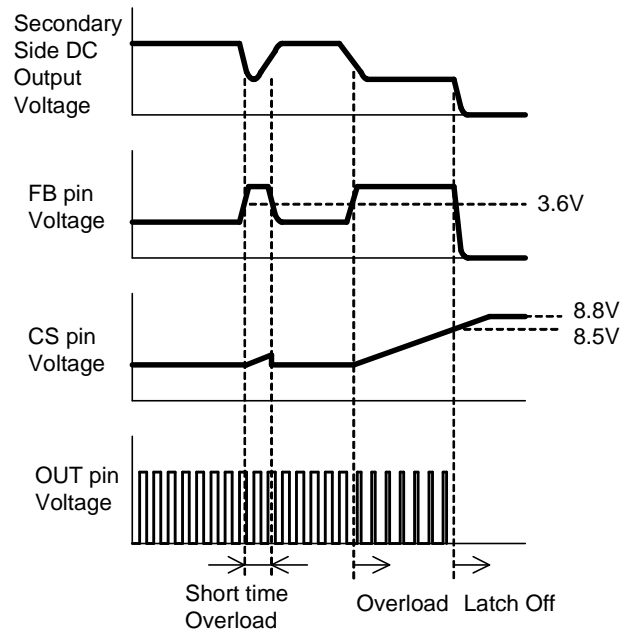 Secondary
Side DC
Output
Voltage
FB pin
Voltage
3.6V
CS pin
Voltage
8.8V
8.5V
OUT pin
Voltage
Short time
Overload
Overload
Latch Off